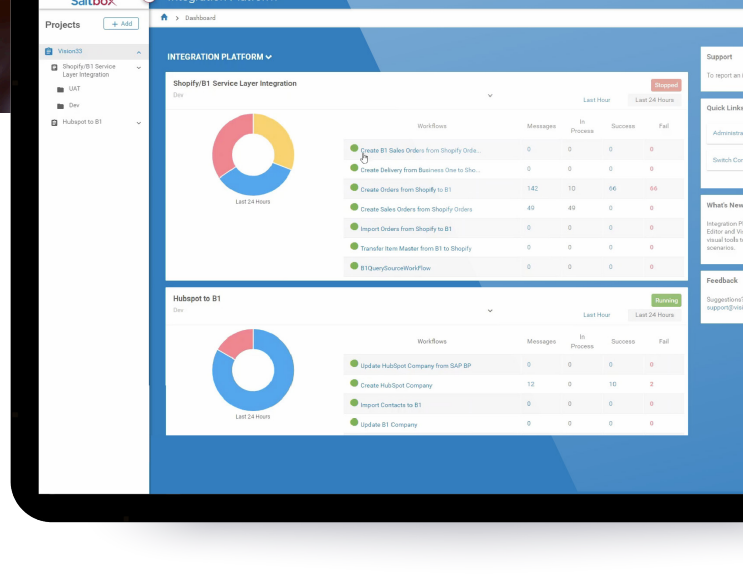 Saltbox
Integration Platform
Projects
+ Add
> Dashboard
Vision33
Shopify/B1 Service
Layer Integration
UAT
Dev
Hubspot to B1
INTEGRATION PLATFORM
Shopify/B1 Service Layer Integration
Stopped
Dev
Last Hour
Last 24 Hours
Workflows Messages In Process Success Fail
Create B1 Sales Orders from Shopify Orde... 0 0 0 0
Create Delivery from Business One to Sho... 0 0 0 0
Create Orders from Shopify to B1 142 10 66 66
Create Sales Orders from Shopify Orders 49 49 0 0
Import Orders from Shopify to B1 0 0 0 0
Transfer Item Master from B1 to Shopify 0 0 0 0
B1QuerySourceWorkFlow 0 0 0 0
Last 24 Hours
Hubspot to B1
Running
Dev
Last Hour
Last 24 Hours
Workflows Messages In Process Success Fail
Update HubSpot Company from SAP BP 0 0 0 0
Create HubSpot Company 12 0 10 2
Import Contacts to B1 0 0 0 0
Update B1 Company 0 0 0 0
Last 24 Hours
Support
To report an
Quick Links
Administra
Switch Con
What's New
Integration Pl
Editor and Vis
visual tools to
scenarios.
Feedback
Suggestions?
support@visi